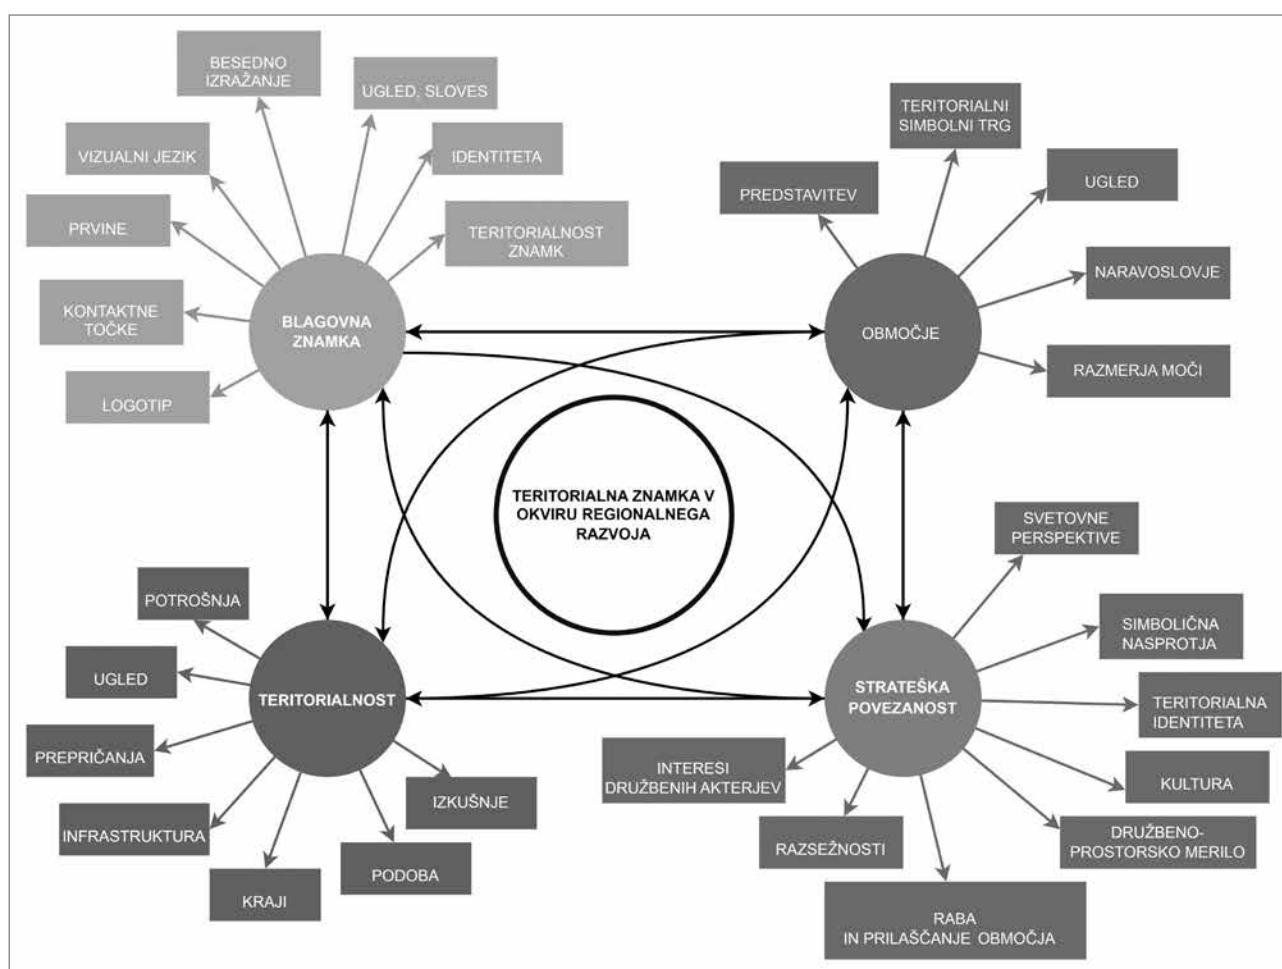 BESEDNO
IZRAŽANJE
UGLED, SLOVES
VIZUALNI JEZIK
IDENTITETA
PRVINE
TERITORIALNOST
ZNAMK
KONTAKTNE
TOČKE
LOGOTIP
BLAGOVNA
ZNAMKA
TERITORIALNI
SIMBOLNI TRG
PREDSTAVITEV
UGLED
NARAVOSLOVJE
RAZMERJA MOČI
OBMOČJE
TERITORIALNA ZNAMKA V
OKVIRU REGIONALNEGA
RAZVOJA
POTROŠNJA
UGLED
PREPRIČANJA
INFRASTRUKTURA
KRAJI
PODOBA
IZKUŠNJE
TERITORIALNOST
SVETOVNE
PERSPEKTIVE
SIMBOLIČNA
NASPROTJA
TERITORIALNA
IDENTITETA
KULTURA
DRUŽBENO-
PROSTORSKO MERILO
RABA
IN PRILAŠČANJE OBMOČJA
RAZSEŽNOSTI
INTERESI
DRUŽBENIH AKTERJEV
STRATEŠKA
POVEZANOST